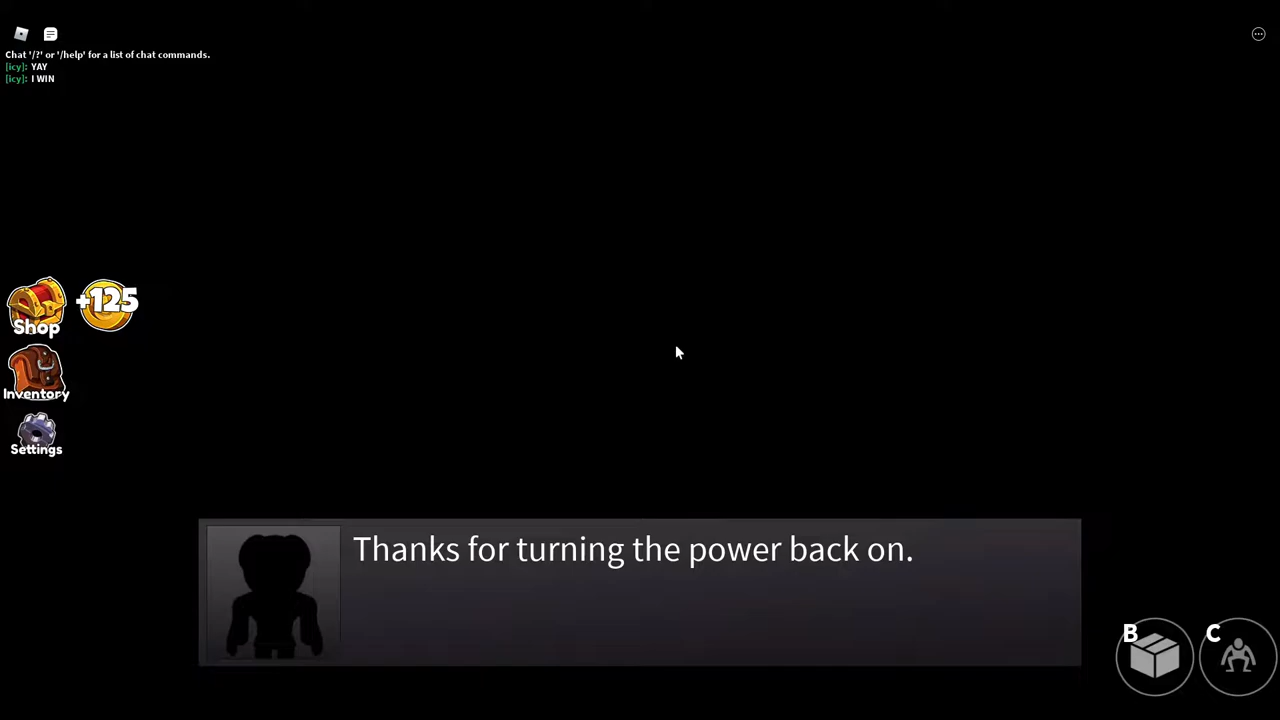 Chat '/?' or '/help' for a list of chat commands.
[icy]: YAY
[icy]: I WIN
+125
Shop
Inventory
Settings
Thanks for turning the power back on.
B
C